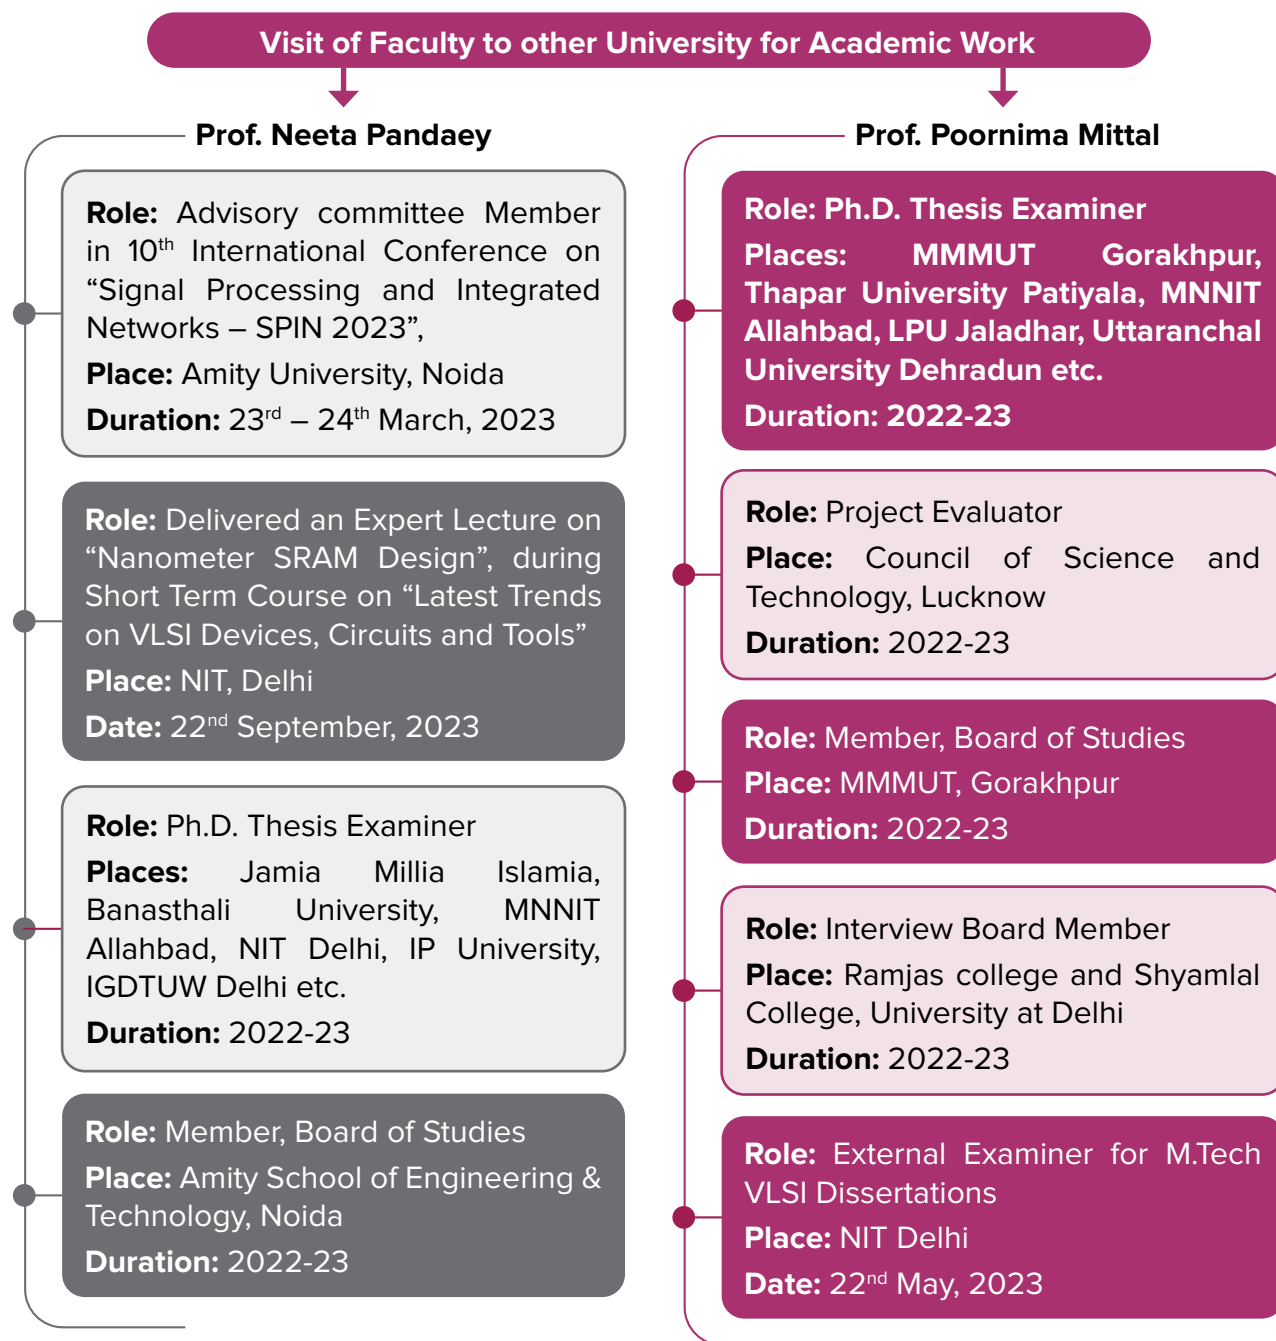 Visit of Faculty to other University for Academic Work
Prof. Neeta Pandaey
Role: Advisory committee Member
in 10th International Conference on
“Signal Processing and Integrated
Networks – SPIN 2023”,
Place: Amity University, Noida
Duration: 23rd – 24th March, 2023
Role: Delivered an Expert Lecture on
“Nanometer SRAM Design”, during
Short Term Course on “Latest Trends
on VLSI Devices, Circuits and Tools”
Place: NIT, Delhi
Date: 22nd September, 2023
Role: Ph.D. Thesis Examiner
Places: Jamia Millia Islamia,
Banasthali University, MNNIT
Allahbad, NIT Delhi, IP University,
IGDTUW Delhi etc.
Duration: 2022-23
Role: Member, Board of Studies
Place: Amity School of Engineering &
Technology, Noida
Duration: 2022-23
Prof. Poornima Mittal
Role: Ph.D. Thesis Examiner
Places: MMMUT Gorakhpur,
Thapar University Patiyala, MNNIT
Allahbad, LPU Jaladhar, Uttaranchal
University Dehradun etc.
Duration: 2022-23
Role: Project Evaluator
Place: Council of Science and
Technology, Lucknow
Duration: 2022-23
Role: Member, Board of Studies
Place: MMMUT, Gorakhpur
Duration: 2022-23
Role: Interview Board Member
Place: Ramjas college and Shyamlal
College, University at Delhi
Duration: 2022-23
Role: External Examiner for M.Tech
VLSI Dissertations
Place: NIT Delhi
Date: 22nd May, 2023